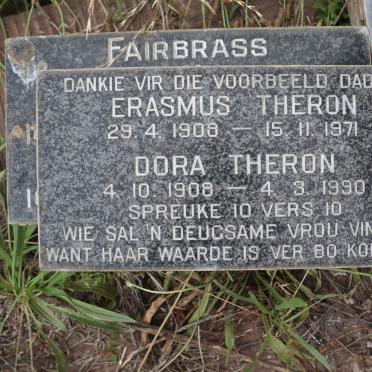 FAIRBRASS
DANKIE VIR DIE VOORBEELD DAD
ERASMUS THERON
29.4.1908 — 15.11.1971
DORA THERON
4.10.1908 — 4.3.1990
SPREUKE 10 VERS 10
WIE SAL 'N DEUGSAME VROU VIN
WANT HAAR WAARDE IS VER BO KO